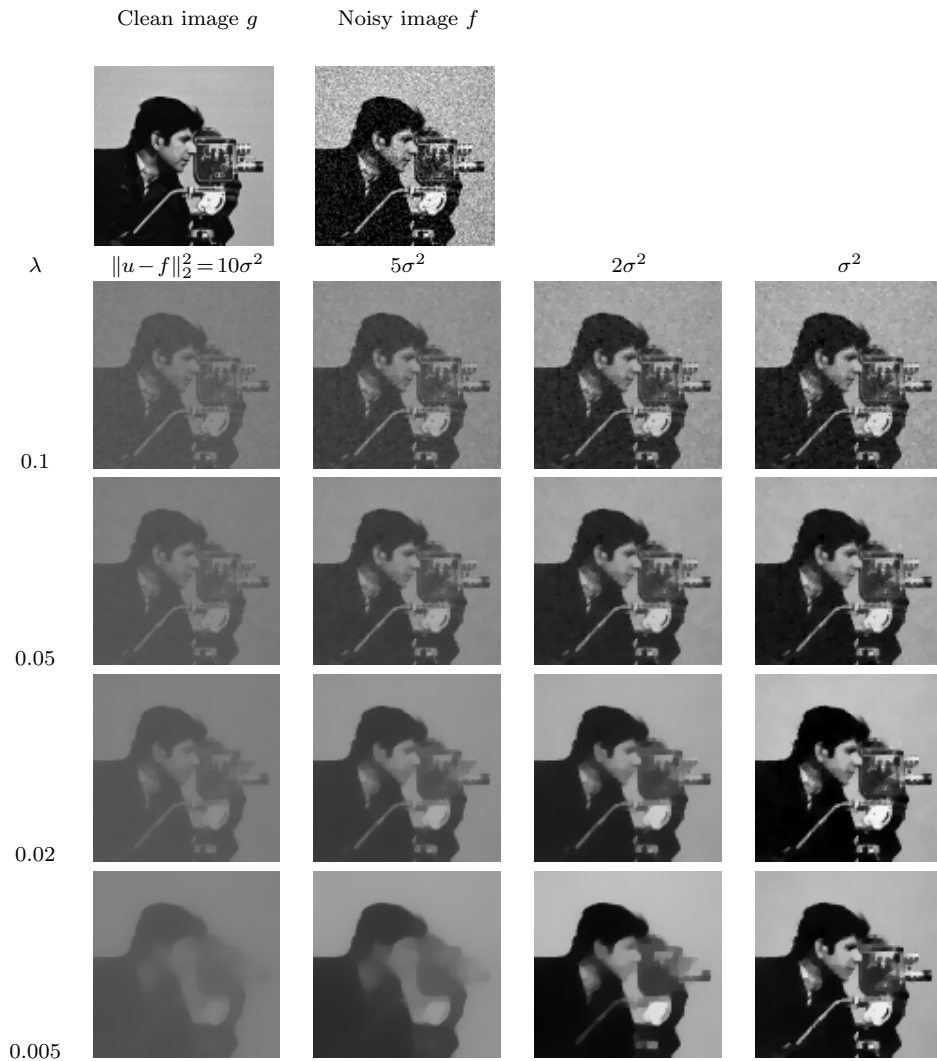 Clean image g Noisy image f
λ ‖u − f‖₂² = 10σ² 5σ² 2σ² σ²
0.1
0.05
0.02
0.005